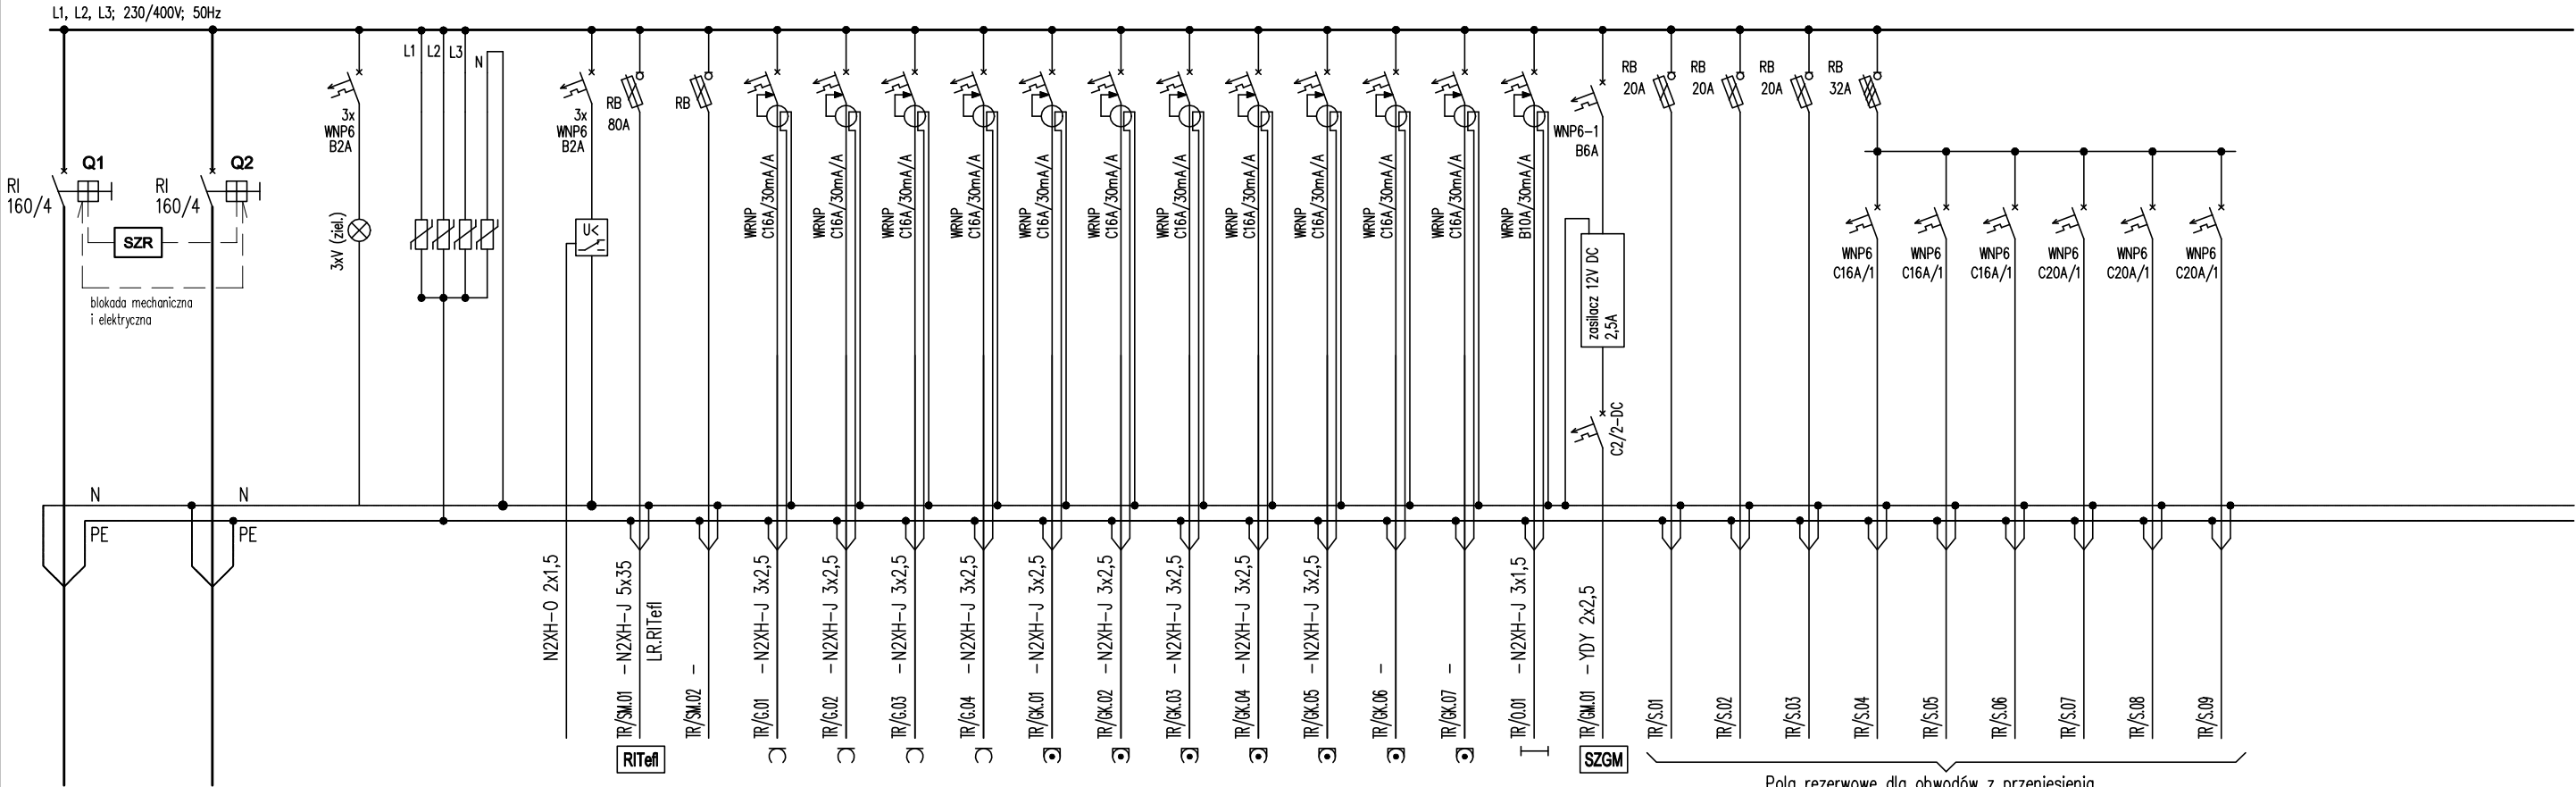 L1, L2, L3; 230/400V; 50Hz
Q1
RI
160/4
Q2
RI
160/4
SZR
blokada mechaniczna
i elektryczna
3x
WNP6
B2A
3xV (ziel.)
L1
L2
L3
N
3x
WNP6
B2A
U<
RB
80A
RB
WRNP
C16A/30mA/A
WRNP
C16A/30mA/A
WRNP
C16A/30mA/A
WRNP
C16A/30mA/A
WRNP
C16A/30mA/A
WRNP
C16A/30mA/A
WRNP
C16A/30mA/A
WRNP
C16A/30mA/A
WRNP
C16A/30mA/A
WRNP
C16A/30mA/A
WRNP
C16A/30mA/A
WRNP
B10A/30mA/A
WNP6-1
B6A
zasilacz 12V DC
2,5A
C2/2-DC
RB
20A
RB
20A
RB
20A
RB
32A
WNP6
C16A/1
WNP6
C16A/1
WNP6
C16A/1
WNP6
C20A/1
WNP6
C20A/1
WNP6
C20A/1
N
PE
N
PE
N2XH-O 2x1,5
TR/SM.01 - N2XH-J 5x35
LR.RITefl
TR/SM.02 -
TR/G.01 - N2XH-J 3x2,5
TR/G.02 - N2XH-J 3x2,5
TR/G.03 - N2XH-J 3x2,5
TR/G.04 - N2XH-J 3x2,5
TR/GK.01 - N2XH-J 3x2,5
TR/GK.02 - N2XH-J 3x2,5
TR/GK.03 - N2XH-J 3x2,5
TR/GK.04 - N2XH-J 3x2,5
TR/GK.05 - N2XH-J 3x2,5
TR/GK.06 -
TR/GK.07 -
TR/O.01 - N2XH-J 3x1,5
TR/GM.01 - YDY 2x2,5
TR/S.01
TR/S.02
TR/S.03
TR/S.04
TR/S.05
TR/S.06
TR/S.07
TR/S.08
TR/S.09
RITefl
SZGM
Pola rezerwowe dla obwodów z przeniesienia